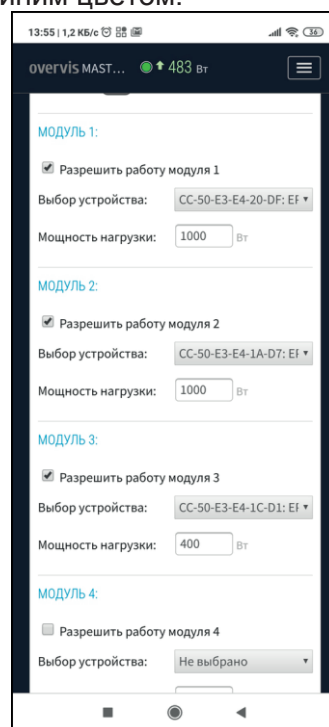 13:55 | 1,2 КБ/с 36
overvis MAST... 483 Вт
МОДУЛЬ 1:
Разрешить работу модуля 1
Выбор устройства: CC-50-E3-E4-20-DF: EF
Мощность нагрузки: 1000 Вт
МОДУЛЬ 2:
Разрешить работу модуля 2
Выбор устройства: CC-50-E3-E4-1A-D7: EF
Мощность нагрузки: 1000 Вт
МОДУЛЬ 3:
Разрешить работу модуля 3
Выбор устройства: CC-50-E3-E4-1C-D1: EF
Мощность нагрузки: 400 Вт
МОДУЛЬ 4:
Разрешить работу модуля 4
Выбор устройства: Не выбрано